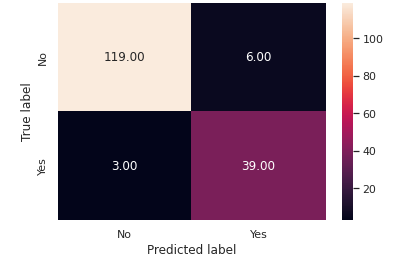 119.00 6.00
3.00 39.00
No
Yes
True label
No Yes
Predicted label
100
80
60
40
20